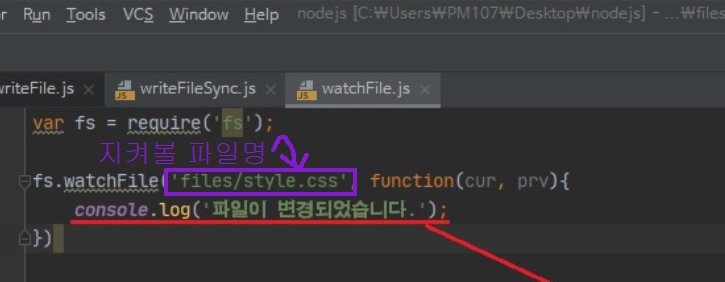 or Run Tools VCS Window Help nodejs [C:₩Users₩PM107₩Desktop₩nodejs] – ...₩files
writeFile.js writeFileSync.js watchFile.js
var fs = require('fs');
지켜볼 파일명
fs.watchFile('files/style.css', function(cur, prv){
console.log('파일이 변경되었습니다.');
})